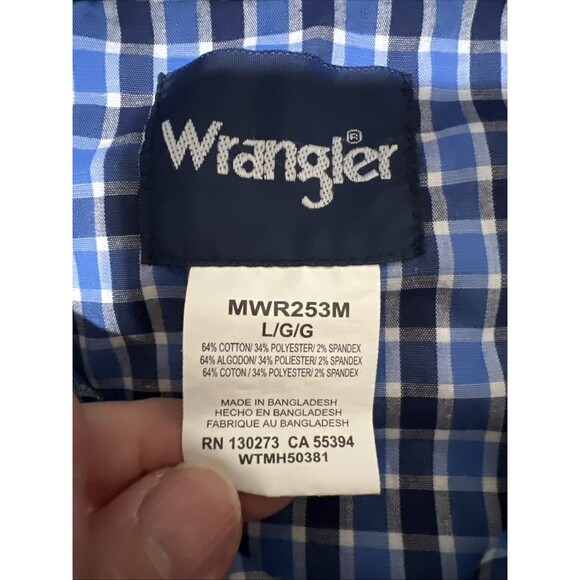 Wrangler®
MWR253M
L/G/G
64% COTTON/ 34% POLYESTER/ 2% SPANDEX
64% ALGODON/ 34% POLIESTER/ 2% SPANDEX
64% COTON / 34% POLYESTER/ 2% SPANDEX
MADE IN BANGLADESH
HECHO EN BANGLADESH
FABRIQUE AU BANGLADESH
RN 130273 CA 55394
WTMH50381